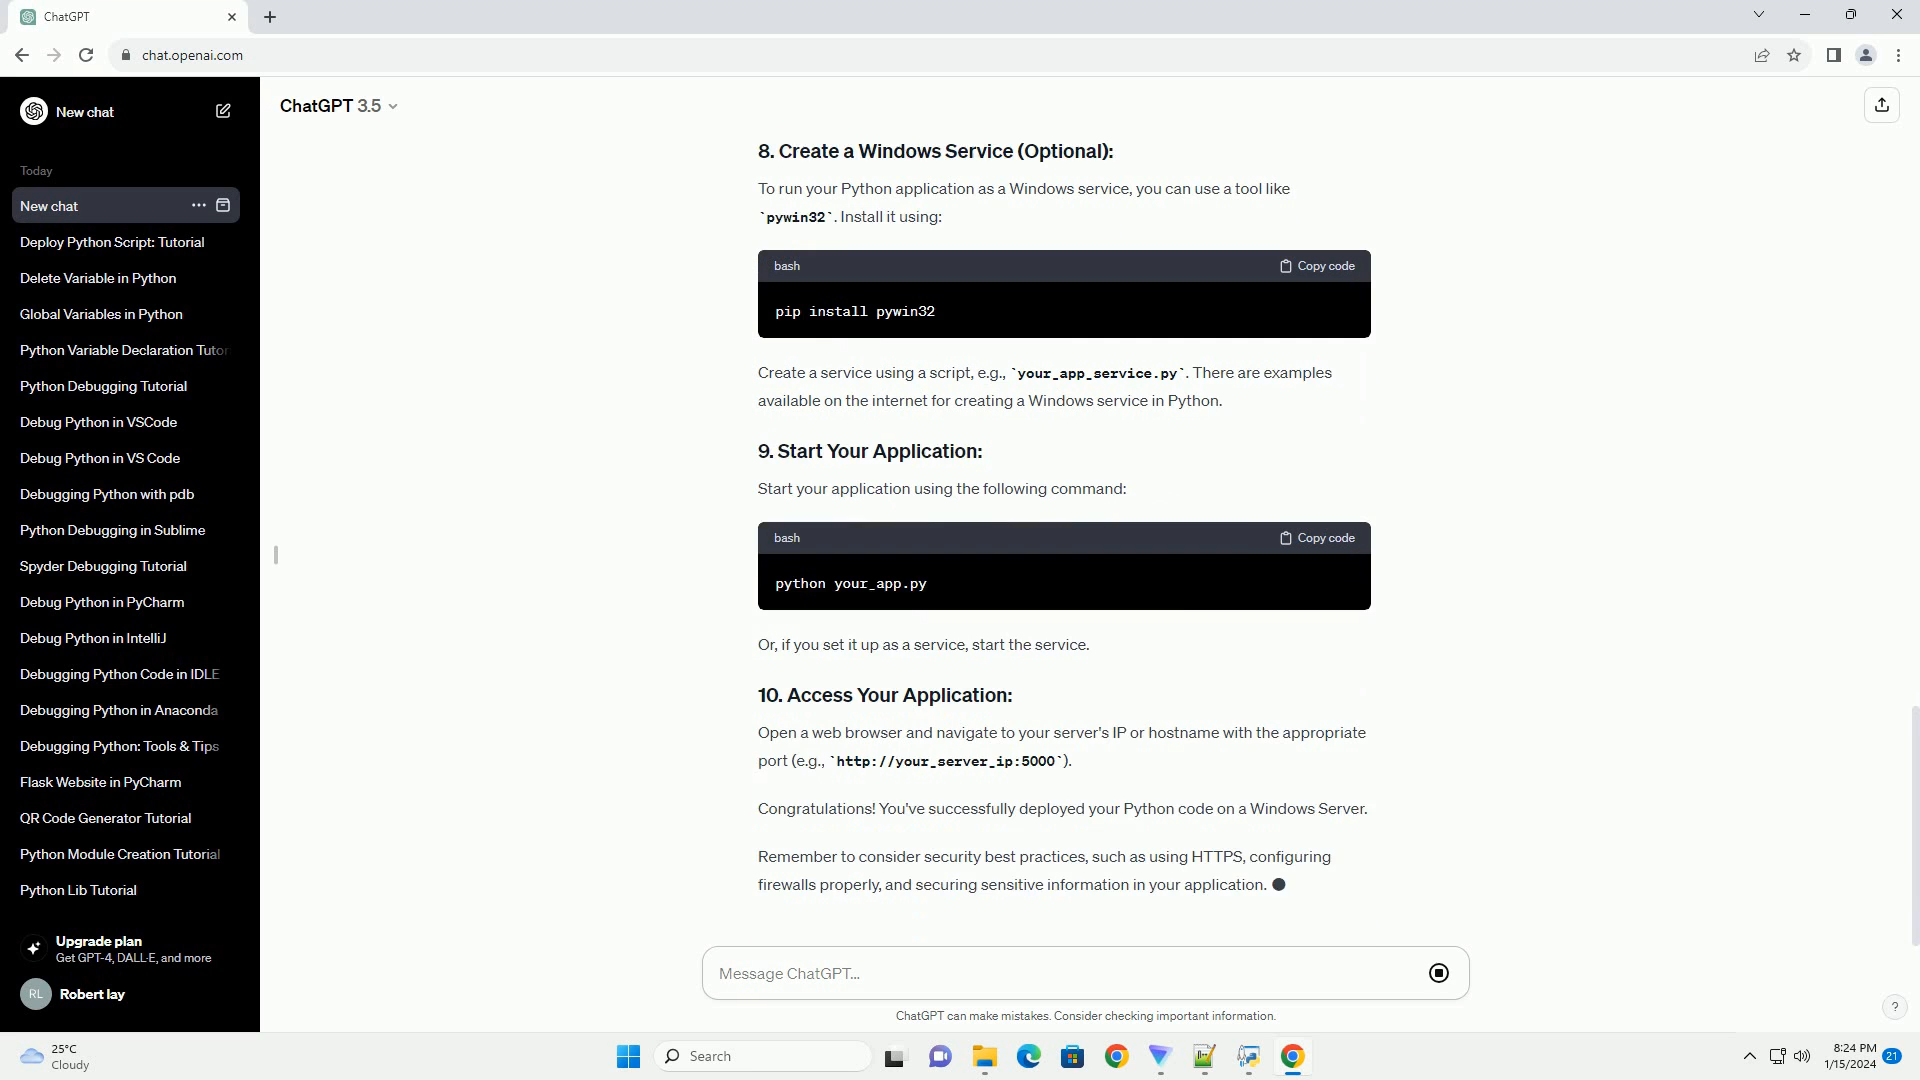 ChatGPT
chat.openai.com
New chat
Today
New chat
Deploy Python Script: Tutorial
Delete Variable in Python
Global Variables in Python
Python Variable Declaration Tutor
Python Debugging Tutorial
Debug Python in VSCode
Debug Python in VS Code
Debugging Python with pdb
Python Debugging in Sublime
Spyder Debugging Tutorial
Debug Python in PyCharm
Debug Python in IntelliJ
Debugging Python Code in IDLE
Debugging Python in Anaconda
Debugging Python: Tools & Tips
Flask Website in PyCharm
QR Code Generator Tutorial
Python Module Creation Tutorial
Python Lib Tutorial
Upgrade plan
Get GPT-4, DALL·E, and more
RL Robert lay
ChatGPT 3.5
8. Create a Windows Service (Optional):
To run your Python application as a Windows service, you can use a tool like
`pywin32`. Install it using:
bash Copy code
pip install pywin32
Create a service using a script, e.g., `your_app_service.py`. There are examples
available on the internet for creating a Windows service in Python.
9. Start Your Application:
Start your application using the following command:
bash Copy code
python your_app.py
Or, if you set it up as a service, start the service.
10. Access Your Application:
Open a web browser and navigate to your server's IP or hostname with the appropriate
port (e.g., `http://your_server_ip:5000`).
Congratulations! You've successfully deployed your Python code on a Windows Server.
Remember to consider security best practices, such as using HTTPS, configuring
firewalls properly, and securing sensitive information in your application.
Message ChatGPT...
ChatGPT can make mistakes. Consider checking important information.
?
25°C
Cloudy
Search
8:24 PM
1/15/2024
21